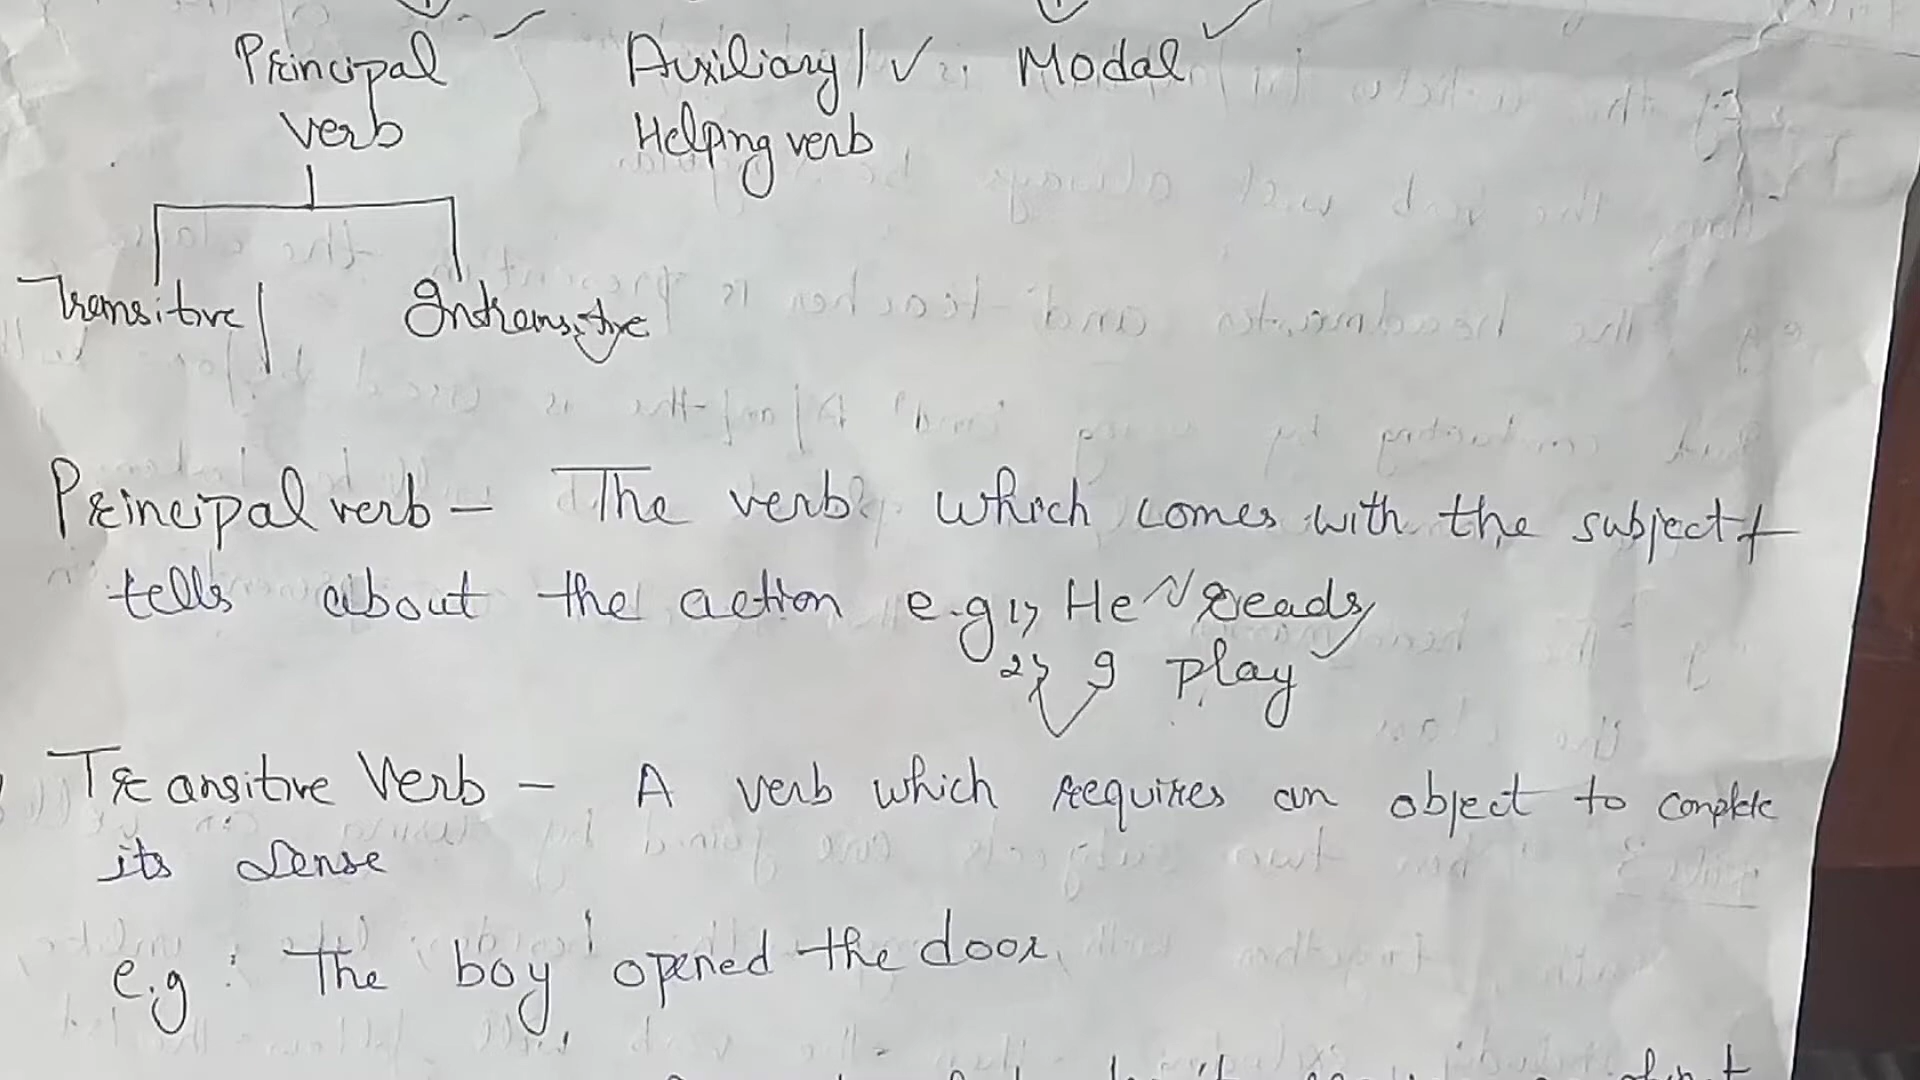 Principal Auxiliary/ Modal
verb Helping verb
Transitive Intransitive
Principal verb - The verb which comes with the subject +
tells about the action e.g 1) He reads
2) I play
Transitive Verb - A verb which requires an object to complete
its sense
e.g : The boy opened the door.